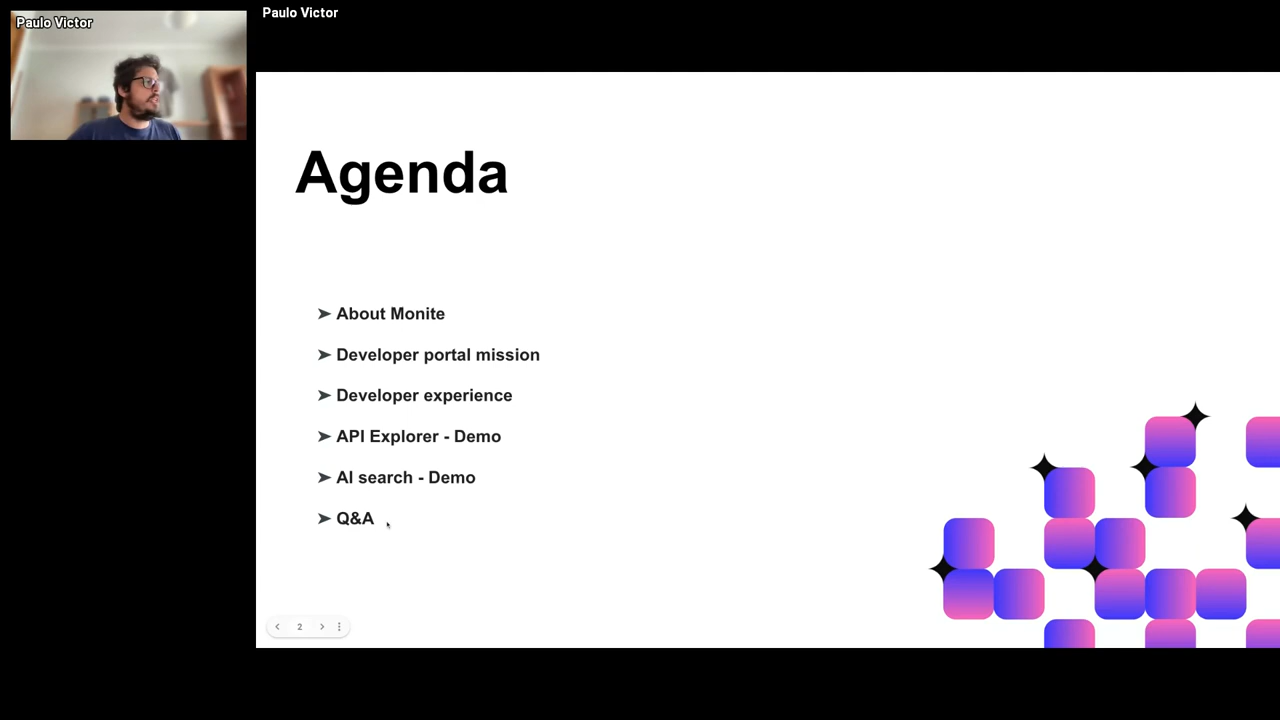 Paulo Victor
Paulo Victor
Agenda
➤ About Monite
➤ Developer portal mission
➤ Developer experience
➤ API Explorer - Demo
➤ AI search - Demo
➤ Q&A
2